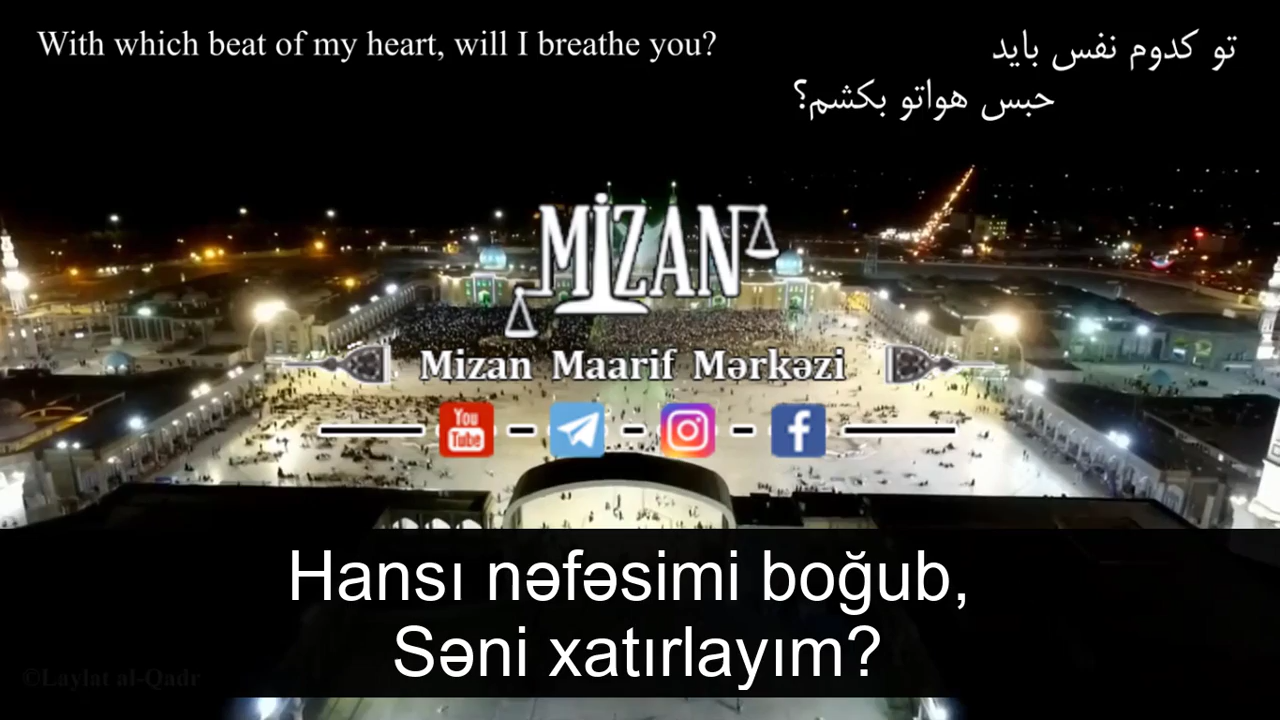 With which beat of my heart, will I breathe you?
تو کدوم نفس باید
حبس هواتو بکشم؟
MİZAN
Mizan Maarif Mərkəzi
You
Tube
Hansı nəfəsimi boğub,
Səni xatırlayım?
©Laylat al-Qadr